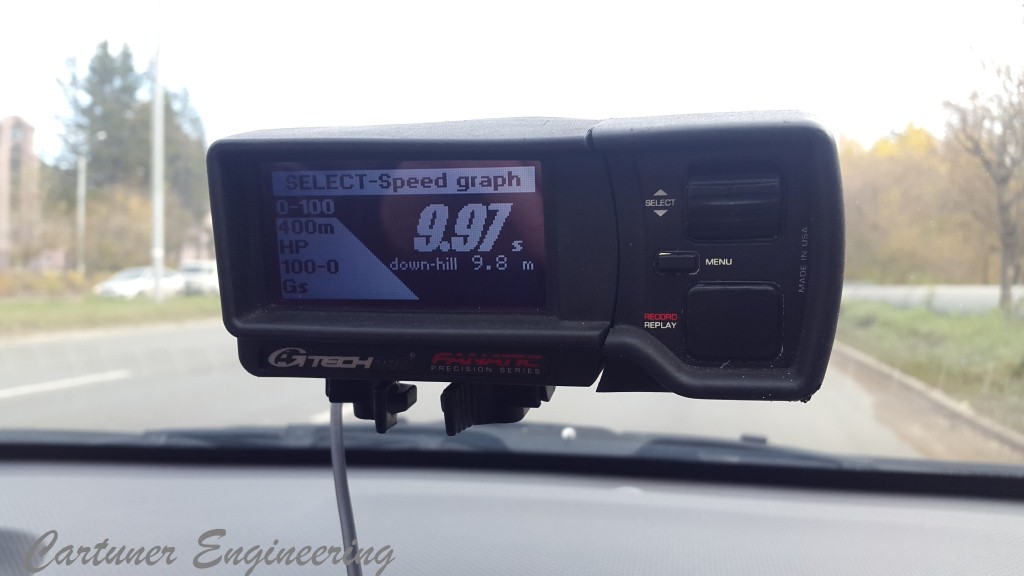 SELECT-Speed graph
0-100
400m
HP
100-0
Gs
9.97 s
down-hill 9.8 m
SELECT
MENU
RECORD
REPLAY
MADE IN USA
GTECH
FANATIC
PRECISION SERIES
Cartuner Engineering